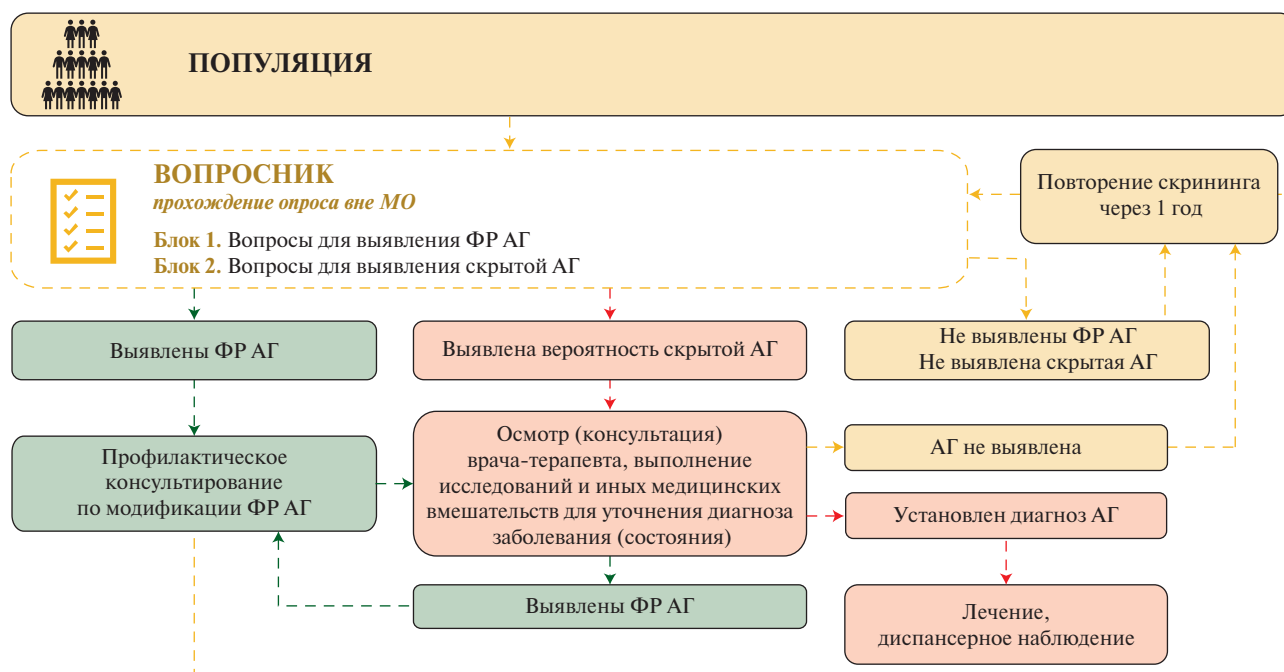 ПОПУЛЯЦИЯ
ВОПРОСНИК
прохождение опроса вне МО
Блок 1. Вопросы для выявления ФР АГ
Блок 2. Вопросы для выявления скрытой АГ
Повторение скрининга
через 1 год
Выявлены ФР АГ
Выявлена вероятность скрытой АГ
Не выявлены ФР АГ
Не выявлена скрытая АГ
Профилактическое
консультирование
по модификации ФР АГ
Осмотр (консультация)
врача-терапевта, выполнение
исследований и иных медицинских
вмешательств для уточнения диагноза
заболевания (состояния)
АГ не выявлена
Установлен диагноз АГ
Выявлены ФР АГ
Лечение,
диспансерное наблюдение